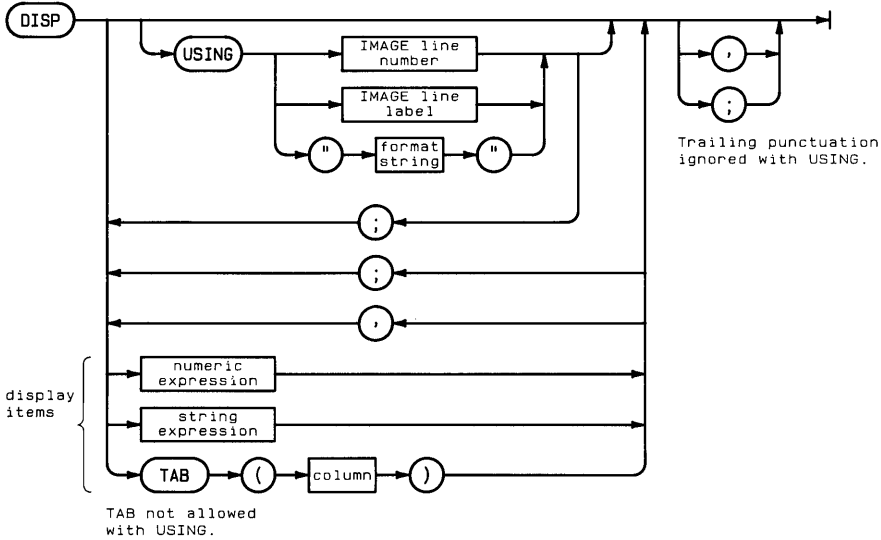 DISP
USING
IMAGE line
number
,
IMAGE line
label
;
" format
string "
Trailing punctuation
ignored with USING.
;
;
,
display
items
numeric
expression
string
expression
TAB ( column )
TAB not allowed
with USING.